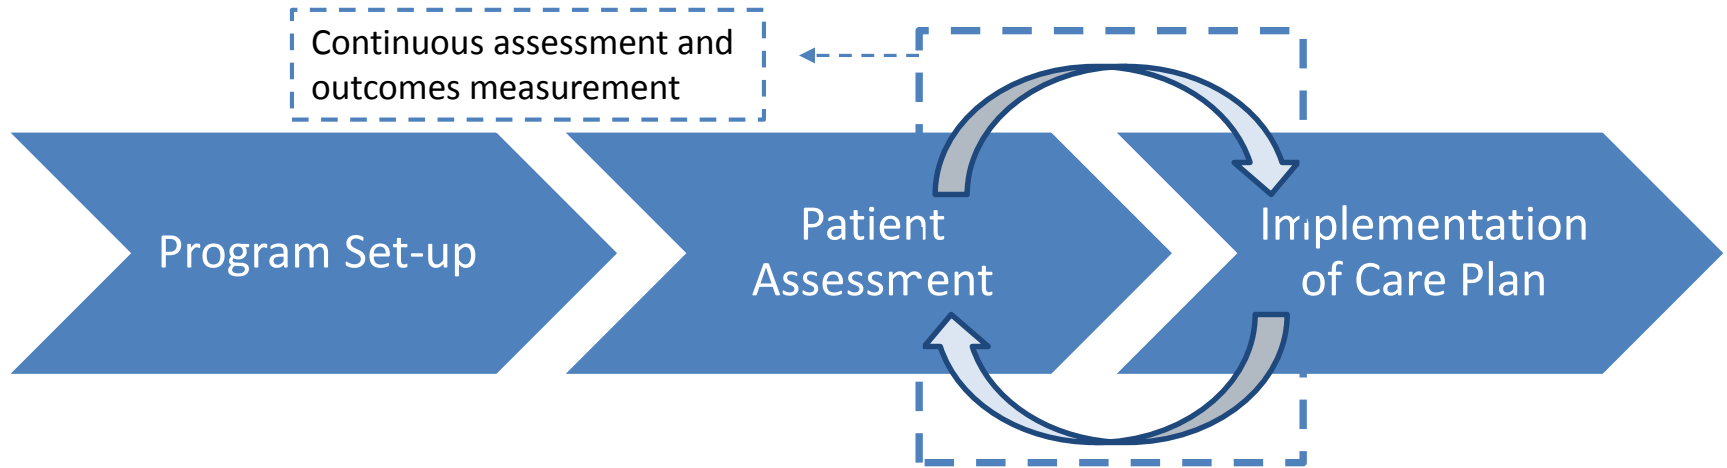 Continuous assessment and
outcomes measurement
Program Set-up
Patient
Assessment
Implementation
of Care Plan